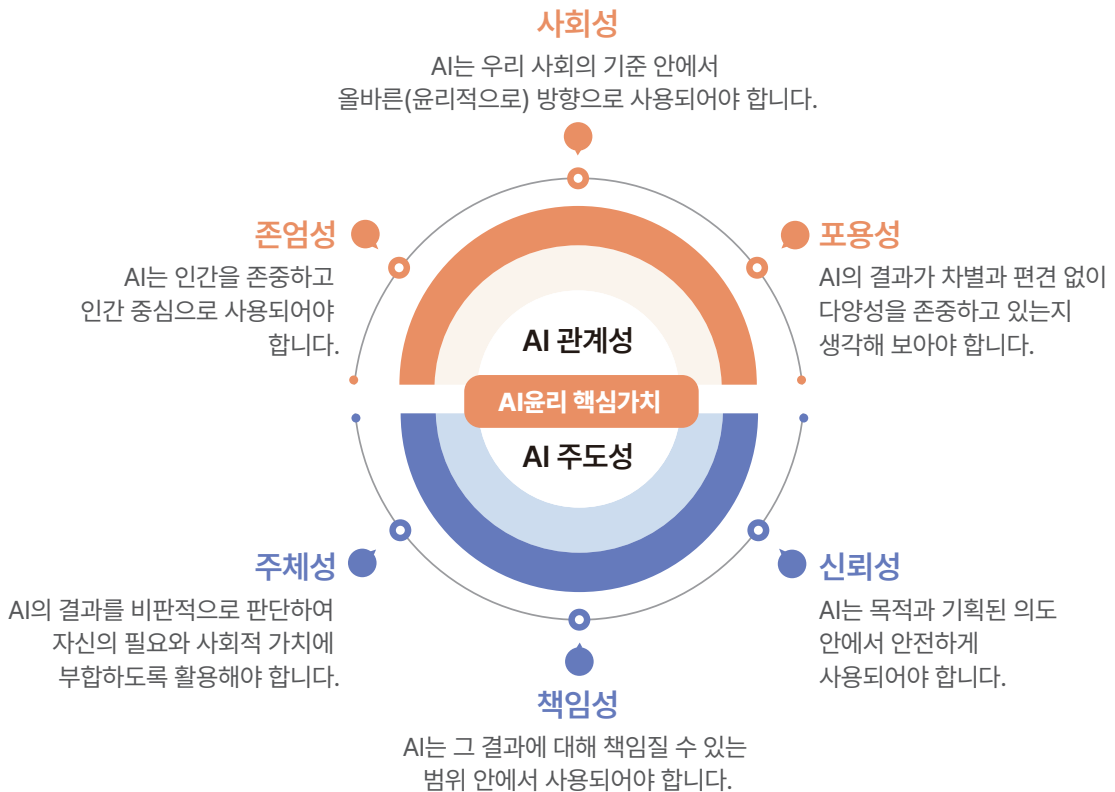 사회성
AI는 우리 사회의 기준 안에서
올바른(윤리적으로) 방향으로 사용되어야 합니다.
존엄성
AI는 인간을 존중하고
인간 중심으로 사용되어야
합니다.
포용성
AI의 결과가 차별과 편견 없이
다양성을 존중하고 있는지
생각해 보아야 합니다.
AI 관계성
AI윤리 핵심가치
AI 주도성
주체성
AI의 결과를 비판적으로 판단하여
자신의 필요와 사회적 가치에
부합하도록 활용해야 합니다.
신뢰성
AI는 목적과 기획된 의도
안에서 안전하게
사용되어야 합니다.
책임성
AI는 그 결과에 대해 책임질 수 있는
범위 안에서 사용되어야 합니다.